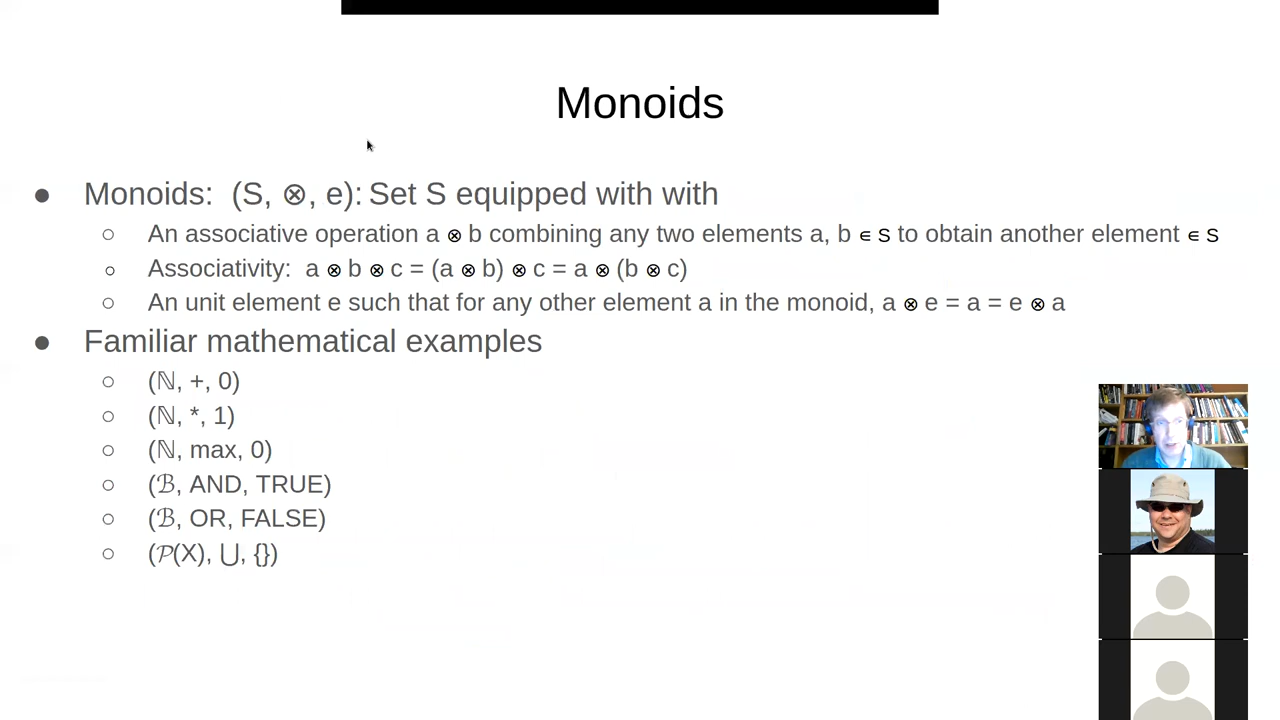 Monoids
● Monoids: (S, ⊗, e): Set S equipped with with
○ An associative operation a ⊗ b combining any two elements a, b ∈ S to obtain another element ∈ S
○ Associativity: a ⊗ b ⊗ c = (a ⊗ b) ⊗ c = a ⊗ (b ⊗ c)
○ An unit element e such that for any other element a in the monoid, a ⊗ e = a = e ⊗ a
● Familiar mathematical examples
○ (ℕ, +, 0)
○ (ℕ, *, 1)
○ (ℕ, max, 0)
○ (ℬ, AND, TRUE)
○ (ℬ, OR, FALSE)
○ (𝒫(X), ⋃, {})